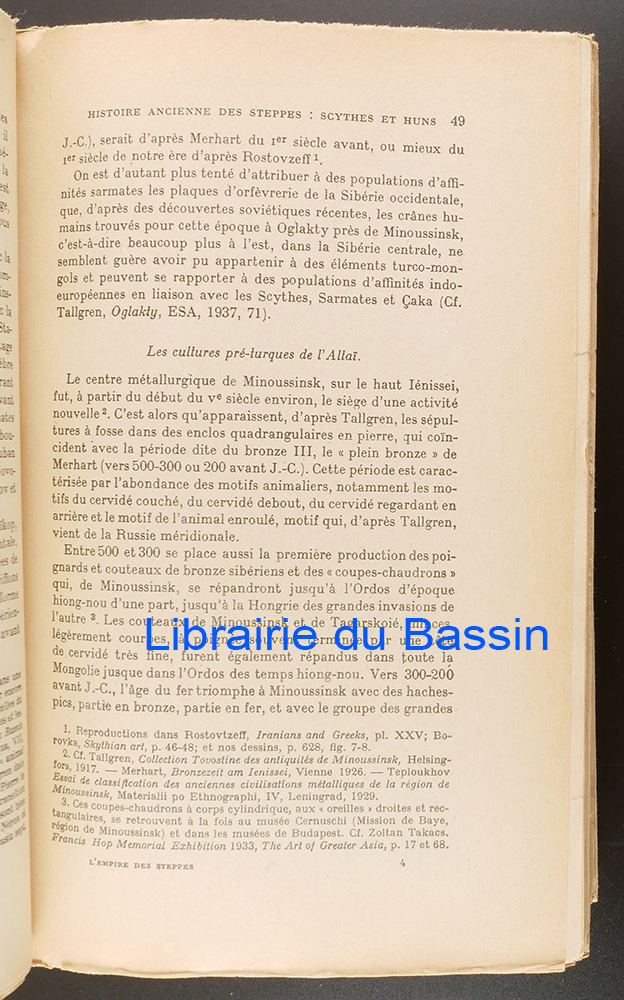 HISTOIRE ANCIENNE DES STEPPES : SCYTHES ET HUNS 49
J.-C.), serait d'après Merhart du Ier siècle avant, ou mieux du
Ier siècle de notre ère d'après Rostovzeff 1.
On est d'autant plus tenté d'attribuer à des populations d'affi-
nités sarmates les plaques d'orfèvrerie de la Sibérie occidentale,
que, d'après des découvertes soviétiques récentes, les crânes hu-
mains trouvés pour cette époque à Oglakty près de Minoussinsk,
c'est-à-dire beaucoup plus à l'est, dans la Sibérie centrale, ne
semblent guère avoir pu appartenir à des éléments turco-mon-
gols et peuvent se rapporter à des populations d'affinités indo-
européennes en liaison avec les Scythes, Sarmates et Çaka (Cf.
Tallgren, Oglakty, ESA, 1937, 71).
Les cultures pré-turques de l'Altaï.
Le centre métallurgique de Minoussinsk, sur le haut Iénissei,
fut, à partir du début du ve siècle environ, le siège d'une activité
nouvelle 2. C'est alors qu'apparaissent, d'après Tallgren, les sépul-
tures à fosse dans des enclos quadrangulaires en pierre, qui coïn-
cident avec la période dite du bronze III, le « plein bronze » de
Merhart (vers 500-300 ou 200 avant J.-C.). Cette période est carac-
térisée par l'abondance des motifs animaliers, notamment les mo-
tifs du cervidé couché, du cervidé debout, du cervidé regardant en
arrière et le motif de l'animal enroulé, motif qui, d'après Tallgren,
vient de la Russie méridionale.
Entre 500 et 300 se place aussi la première production des poi-
gnards et couteaux de bronze sibériens et des « coupes-chaudrons »
qui, de Minoussinsk, se répandront jusqu'à l'Ordos d'époque
hiong-nou d'une part, jusqu'à la Hongrie des grandes invasions de
l'autre 3. Les couteaux de Minoussinsk et de Tagarskoié, minces,
légèrement courbes, à poignée souvent terminée par une tête
de cervidé très fine, furent également répandus dans toute la
Mongolie jusque dans l'Ordos des temps hiong-nou. Vers 300-200
avant J.-C., l'âge du fer triomphe à Minoussinsk avec des haches-
pics, partie en bronze, partie en fer, et avec le groupe des grandes
1. Reproductions dans Rostovtzeff, Iranians and Greeks, pl. XXV; Bo-
rovka, Skythian art, p. 46-48; et nos dessins, p. 628, fig. 7-8.
2. Cf. Tallgren, Collection Tovostine des antiquités de Minoussinsk, Helsing-
fors, 1917. — Merhart, Bronzezeit am Ienissei, Vienne 1926. — Teploukhov
Essai de classification des anciennes civilisations métalliques de la région de
Minoussinsk, Materialii po Ethnographi, IV, Leningrad, 1929.
3. Ces coupes-chaudrons à corps cylindrique, aux « oreilles » droites et rec-
tangulaires, se retrouvent à la fois au musée Cernuschi (Mission de Baye,
région de Minoussinsk) et dans les musées de Budapest. Cf. Zoltan Takacs.
Francis Hop Memorial Exhibition 1933, The Art of Greater Asia, p. 17 et 68.
L'EMPIRE DES STEPPES 4
Librairie du Bassin